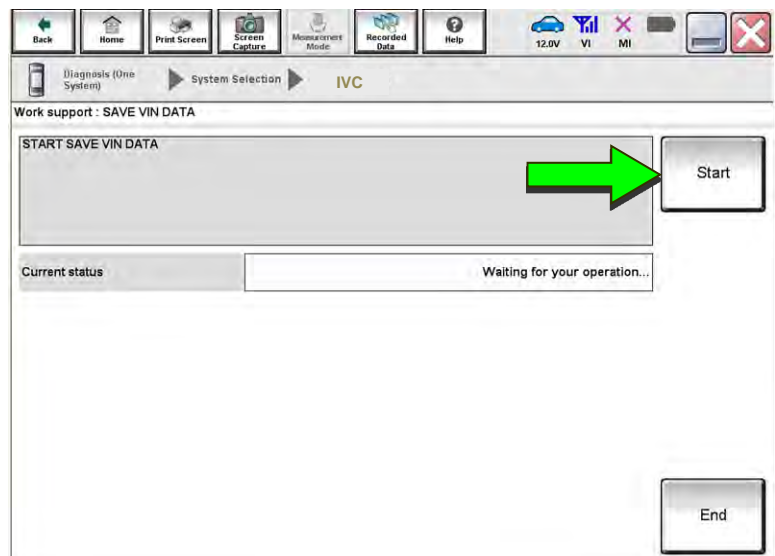 Back
Home
Print Screen
Screen
Capture
Measurement
Mode
Recorded
Data
Help
12.0V
VI
MI
Diagnosis (One
System)
System Selection
IVC
Work support : SAVE VIN DATA
START SAVE VIN DATA
Start
Current status
Waiting for your operation...
End